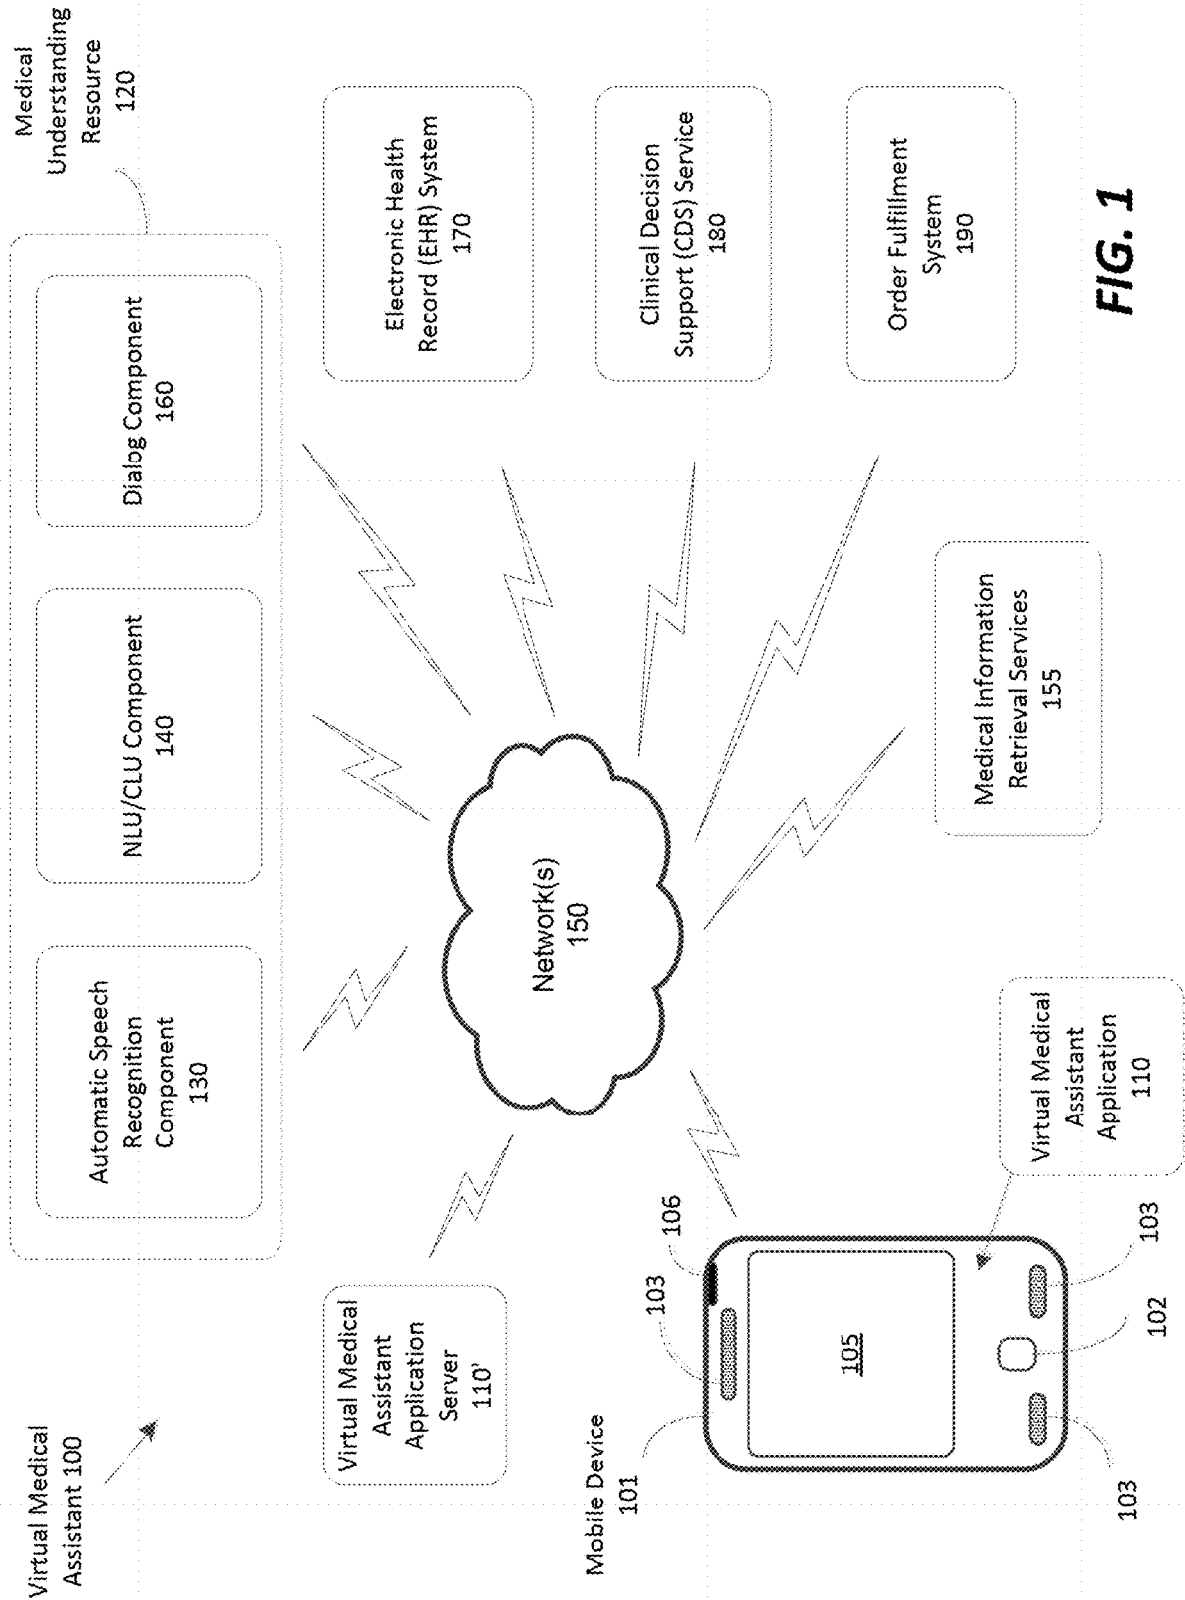 Virtual Medical
Assistant 100
Medical
Understanding
Resource
120
Automatic Speech
Recognition
Component
130
NLU/CLU Component
140
Dialog Component
160
Virtual Medical
Assistant
Application
Server
110'
Network(s)
150
Electronic Health
Record (EHR) System
170
Clinical Decision
Support (CDS) Service
180
Order Fulfillment
System
190
Medical Information
Retrieval Services
155
Mobile Device
101
103
106
105
Virtual Medical
Assistant
Application
110
103
102
103
FIG. 1